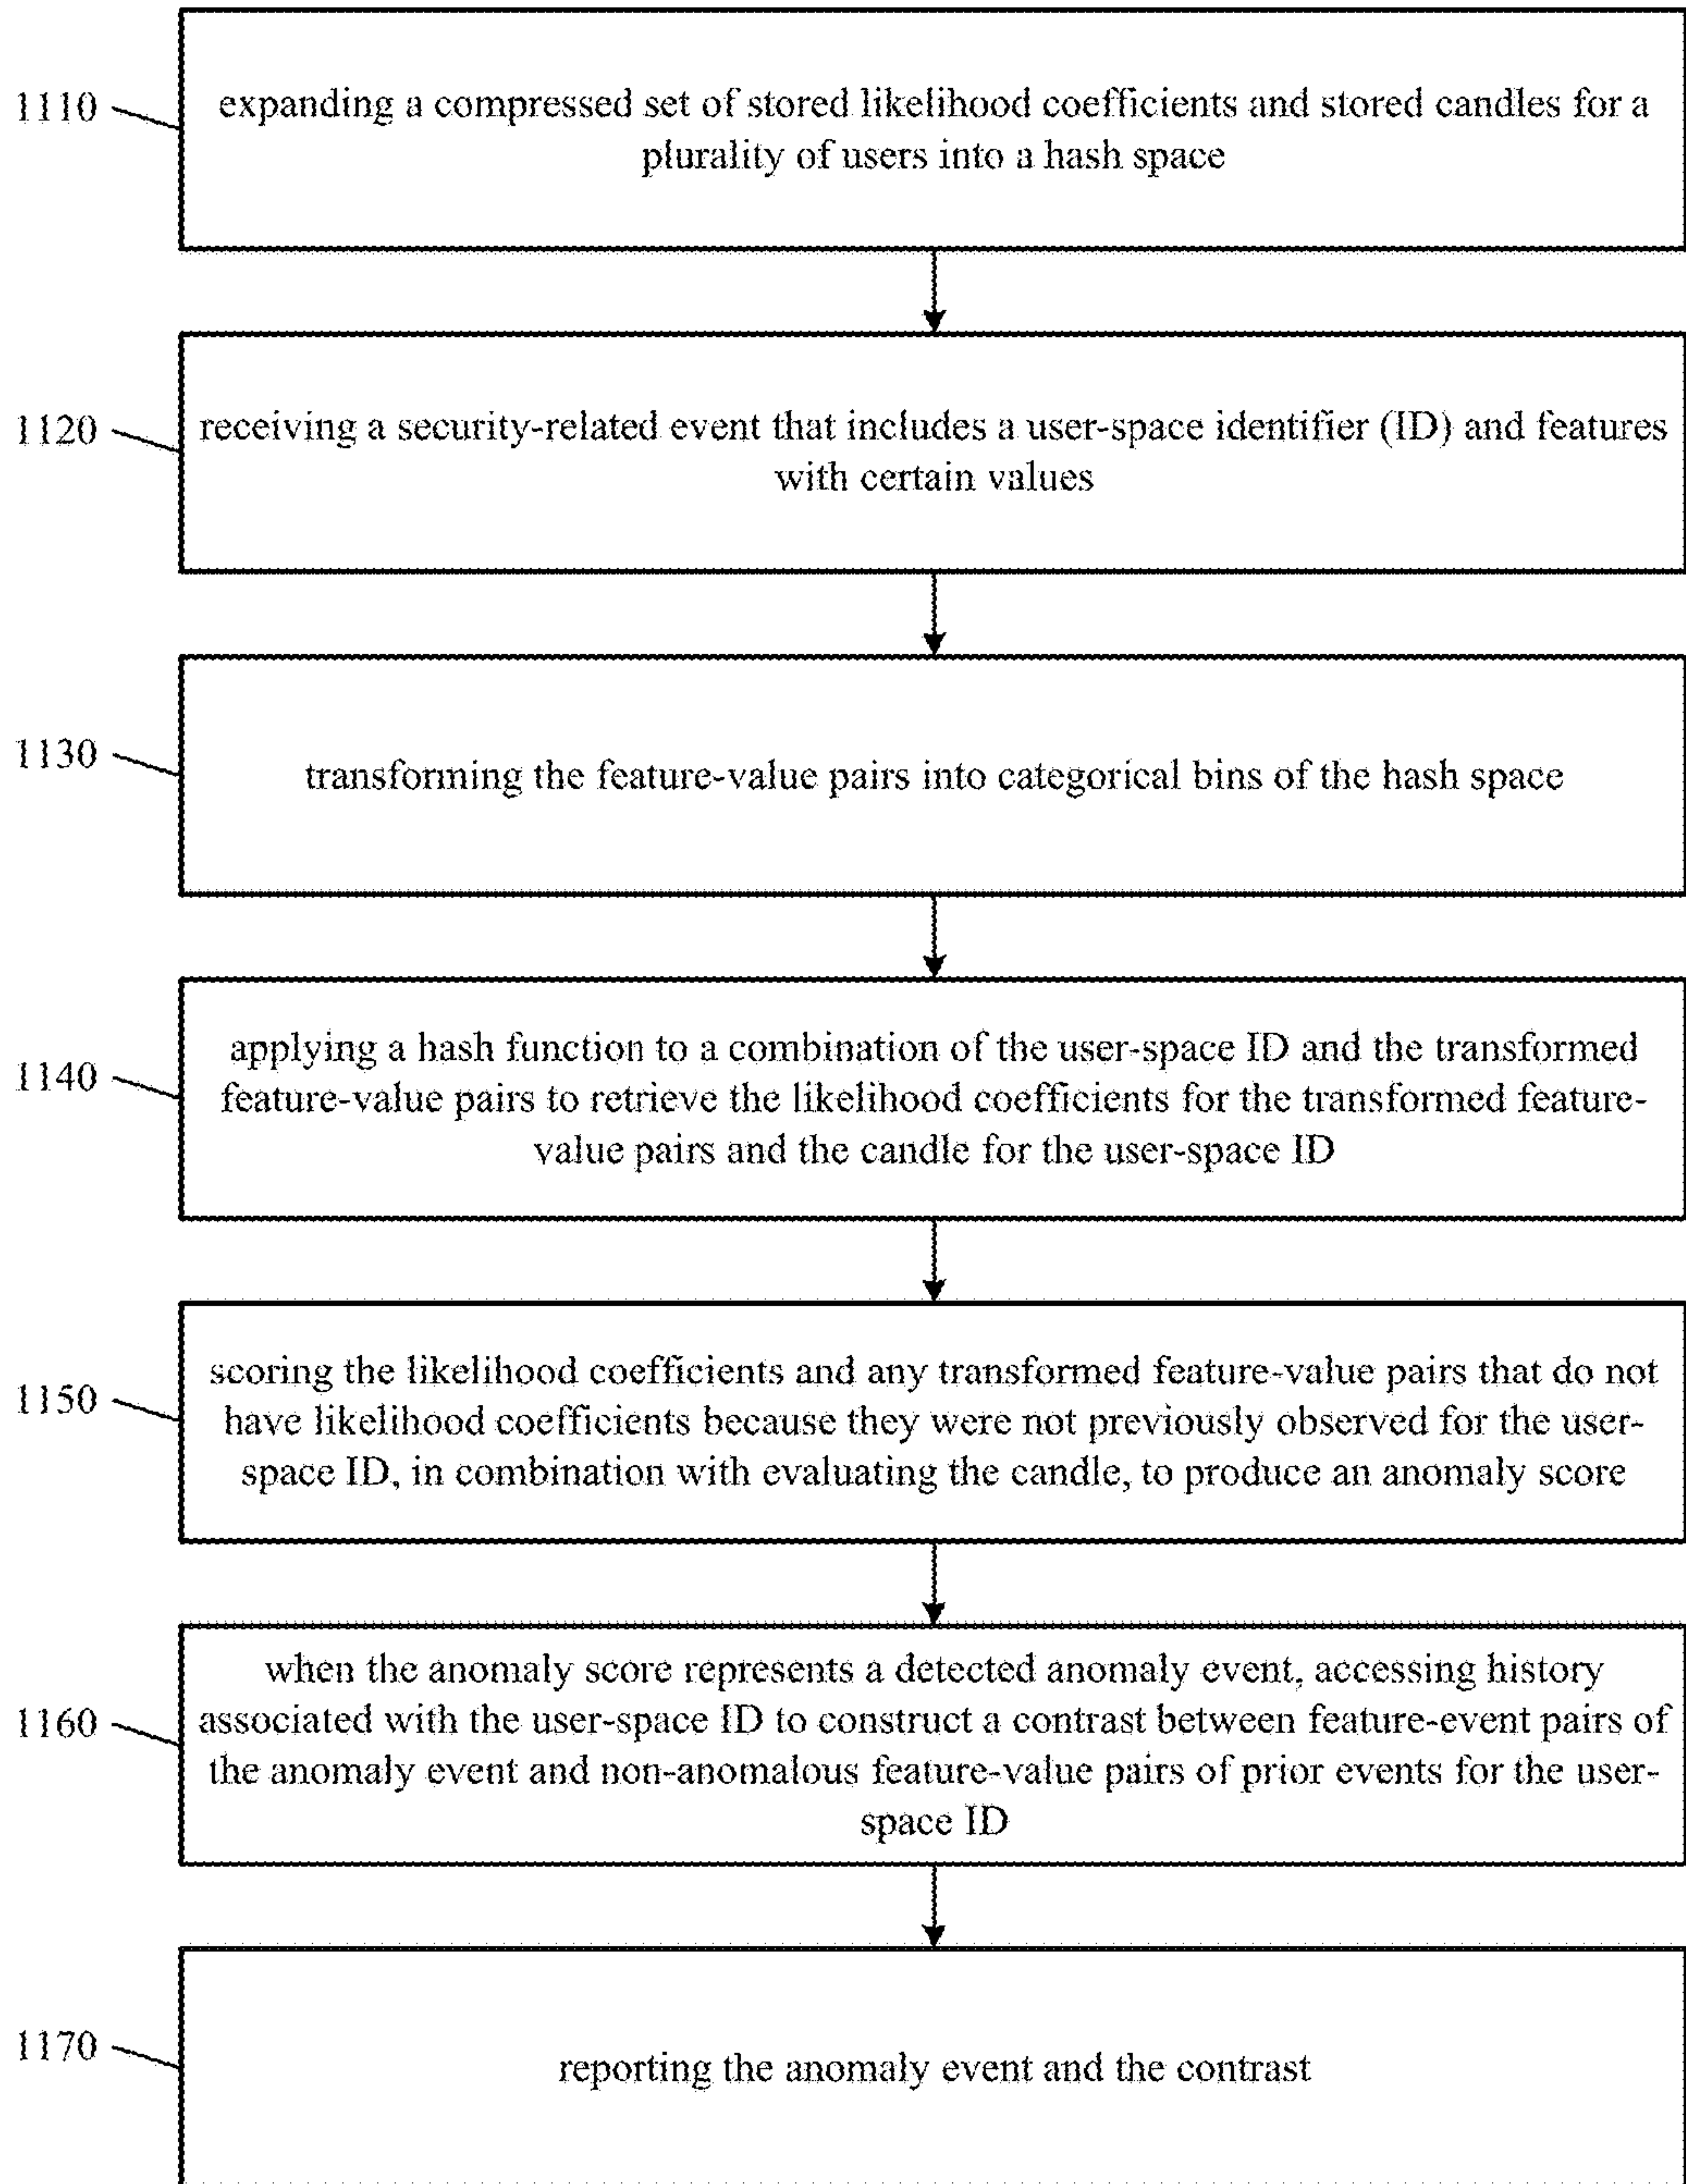 1110
expanding a compressed set of stored likelihood coefficients and stored candles for a
plurality of users into a hash space
1120
receiving a security-related event that includes a user-space identifier (ID) and features
with certain values
1130
transforming the feature-value pairs into categorical bins of the hash space
1140
applying a hash function to a combination of the user-space ID and the transformed
feature-value pairs to retrieve the likelihood coefficients for the transformed feature-
value pairs and the candle for the user-space ID
1150
scoring the likelihood coefficients and any transformed feature-value pairs that do not
have likelihood coefficients because they were not previously observed for the user-
space ID, in combination with evaluating the candle, to produce an anomaly score
1160
when the anomaly score represents a detected anomaly event, accessing history
associated with the user-space ID to construct a contrast between feature-event pairs of
the anomaly event and non-anomalous feature-value pairs of prior events for the user-
space ID
1170
reporting the anomaly event and the contrast